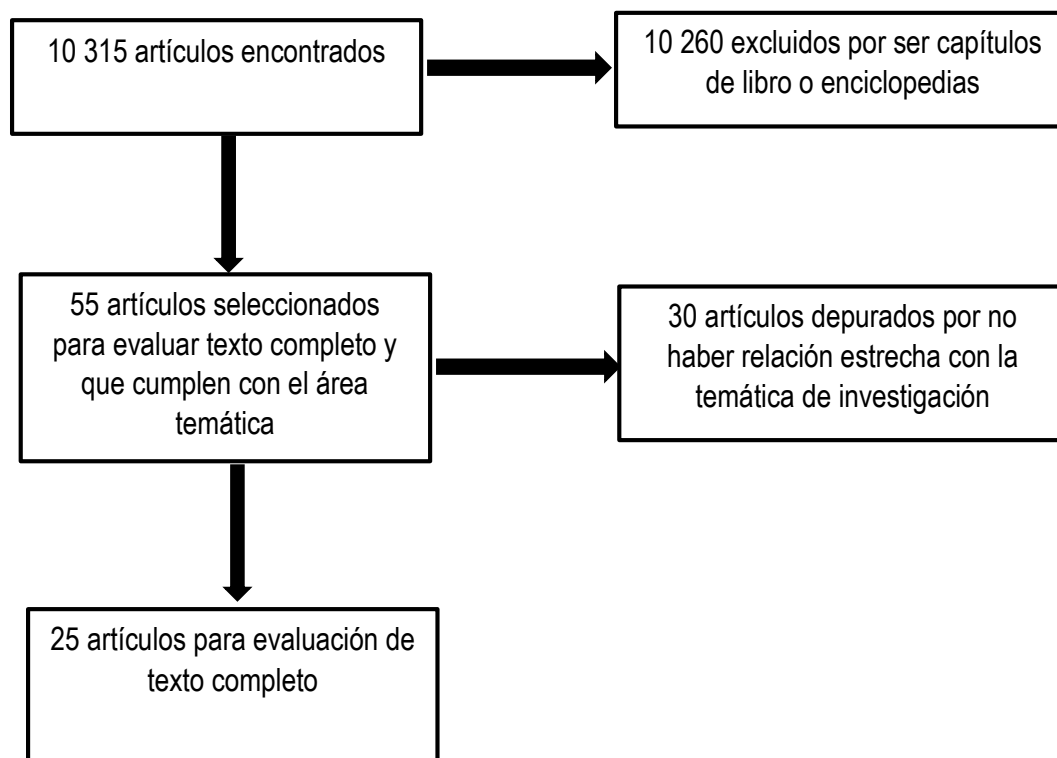 10 315 artículos encontrados
10 260 excluidos por ser capítulos
de libro o enciclopedias
55 artículos seleccionados
para evaluar texto completo y
que cumplen con el área
temática
30 artículos depurados por no
haber relación estrecha con la
temática de investigación
25 artículos para evaluación de
texto completo